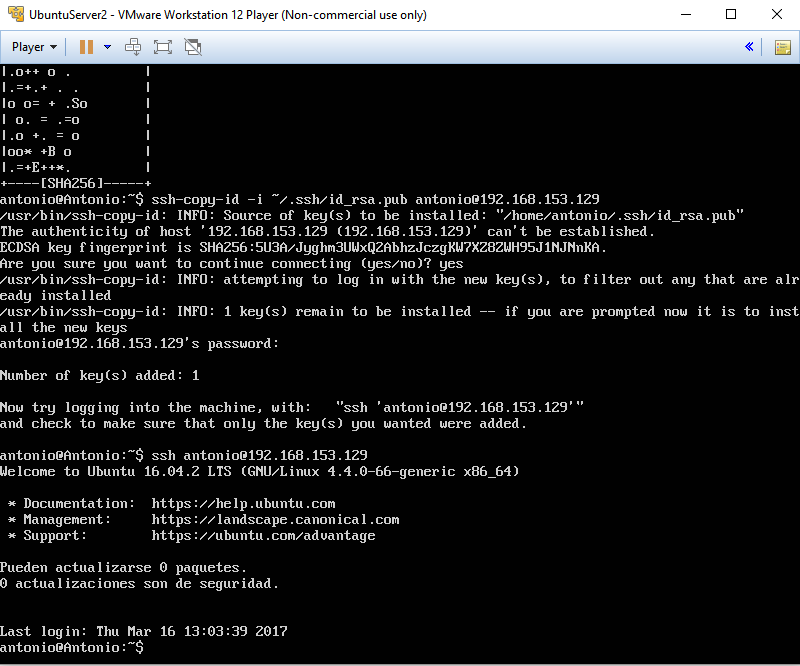 UbuntuServer2 - VMware Workstation 12 Player (Non-commercial use only)
Player
|.o++ o .         |
|.=+.+ . .        |
|o o= + .So       |
| o. = .=o        |
|.o +. = o        |
|oo* +B o         |
|.=+E++*.         |
+----[SHA256]-----+
antonio@Antonio:~$ ssh-copy-id -i ~/.ssh/id_rsa.pub antonio@192.168.153.129
/usr/bin/ssh-copy-id: INFO: Source of key(s) to be installed: "/home/antonio/.ssh/id_rsa.pub"
The authenticity of host '192.168.153.129 (192.168.153.129)' can't be established.
ECDSA key fingerprint is SHA256:5U3A/Jyghm3UWxQ2AbhzJczgKW7X28ZWH95J1NJNnKA.
Are you sure you want to continue connecting (yes/no)? yes
/usr/bin/ssh-copy-id: INFO: attempting to log in with the new key(s), to filter out any that are alr
eady installed
/usr/bin/ssh-copy-id: INFO: 1 key(s) remain to be installed -- if you are prompted now it is to inst
all the new keys
antonio@192.168.153.129's password:
Number of key(s) added: 1
Now try logging into the machine, with:   "ssh 'antonio@192.168.153.129'"
and check to make sure that only the key(s) you wanted were added.
antonio@Antonio:~$ ssh antonio@192.168.153.129
Welcome to Ubuntu 16.04.2 LTS (GNU/Linux 4.4.0-66-generic x86_64)
 * Documentation:  https://help.ubuntu.com
 * Management:     https://landscape.canonical.com
 * Support:        https://ubuntu.com/advantage
Pueden actualizarse 0 paquetes.
0 actualizaciones son de seguridad.
Last login: Thu Mar 16 13:03:39 2017
antonio@Antonio:~$